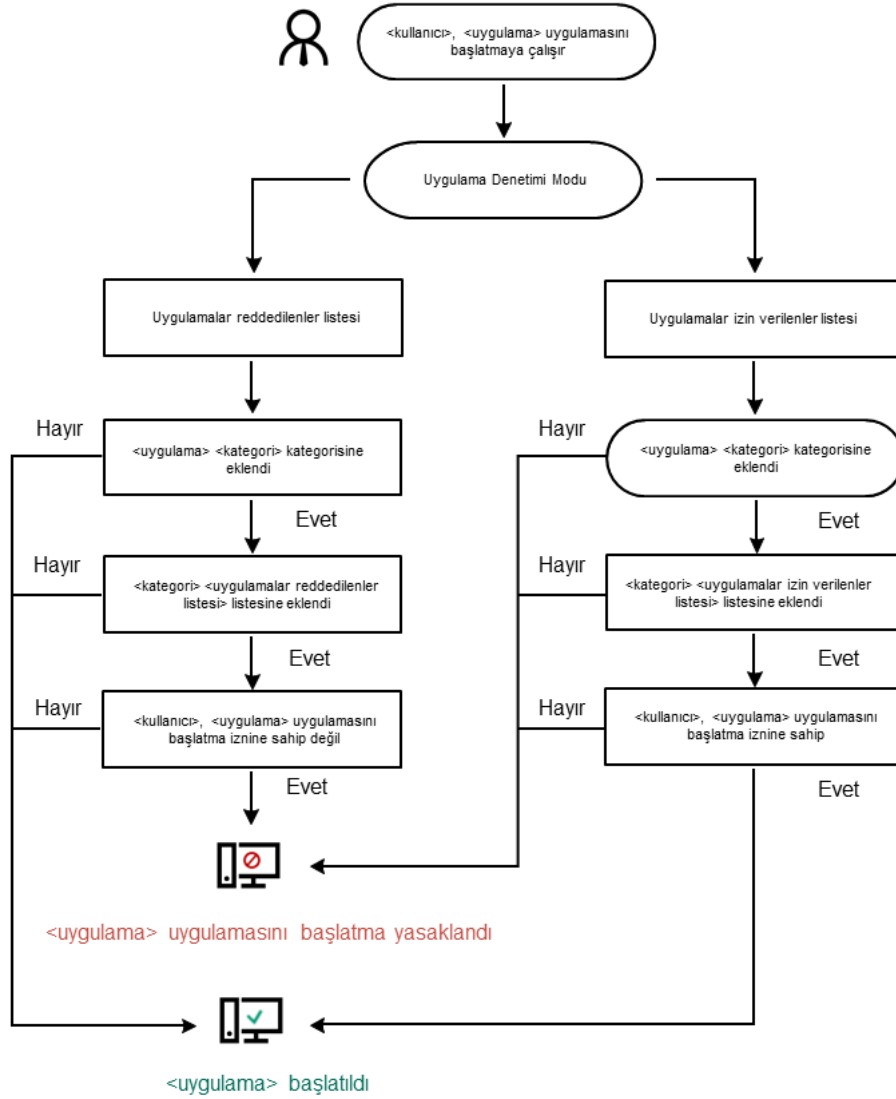 <kullanıcı>, <uygulama> uygulamasını
başlatmaya çalışır
Uygulama Denetimi Modu
Uygulamalar reddedilenler listesi
Uygulamalar izin verilenler listesi
Hayır
<uygulama> <kategori> kategorisine
eklendi
Evet
Hayır
<uygulama> <kategori> kategorisine
eklendi
Evet
Hayır
<kategori> <uygulamalar reddedilenler
listesi> listesine eklendi
Evet
Hayır
<kategori> <uygulamalar izin verilenler
listesi> listesine eklendi
Evet
Hayır
<kullanıcı>, <uygulama> uygulamasını
başlatma iznine sahip değil
Evet
Hayır
<kullanıcı>, <uygulama> uygulamasını
başlatma iznine sahip
Evet
<uygulama> uygulamasını başlatma yasaklandı
<uygulama> başlatıldı